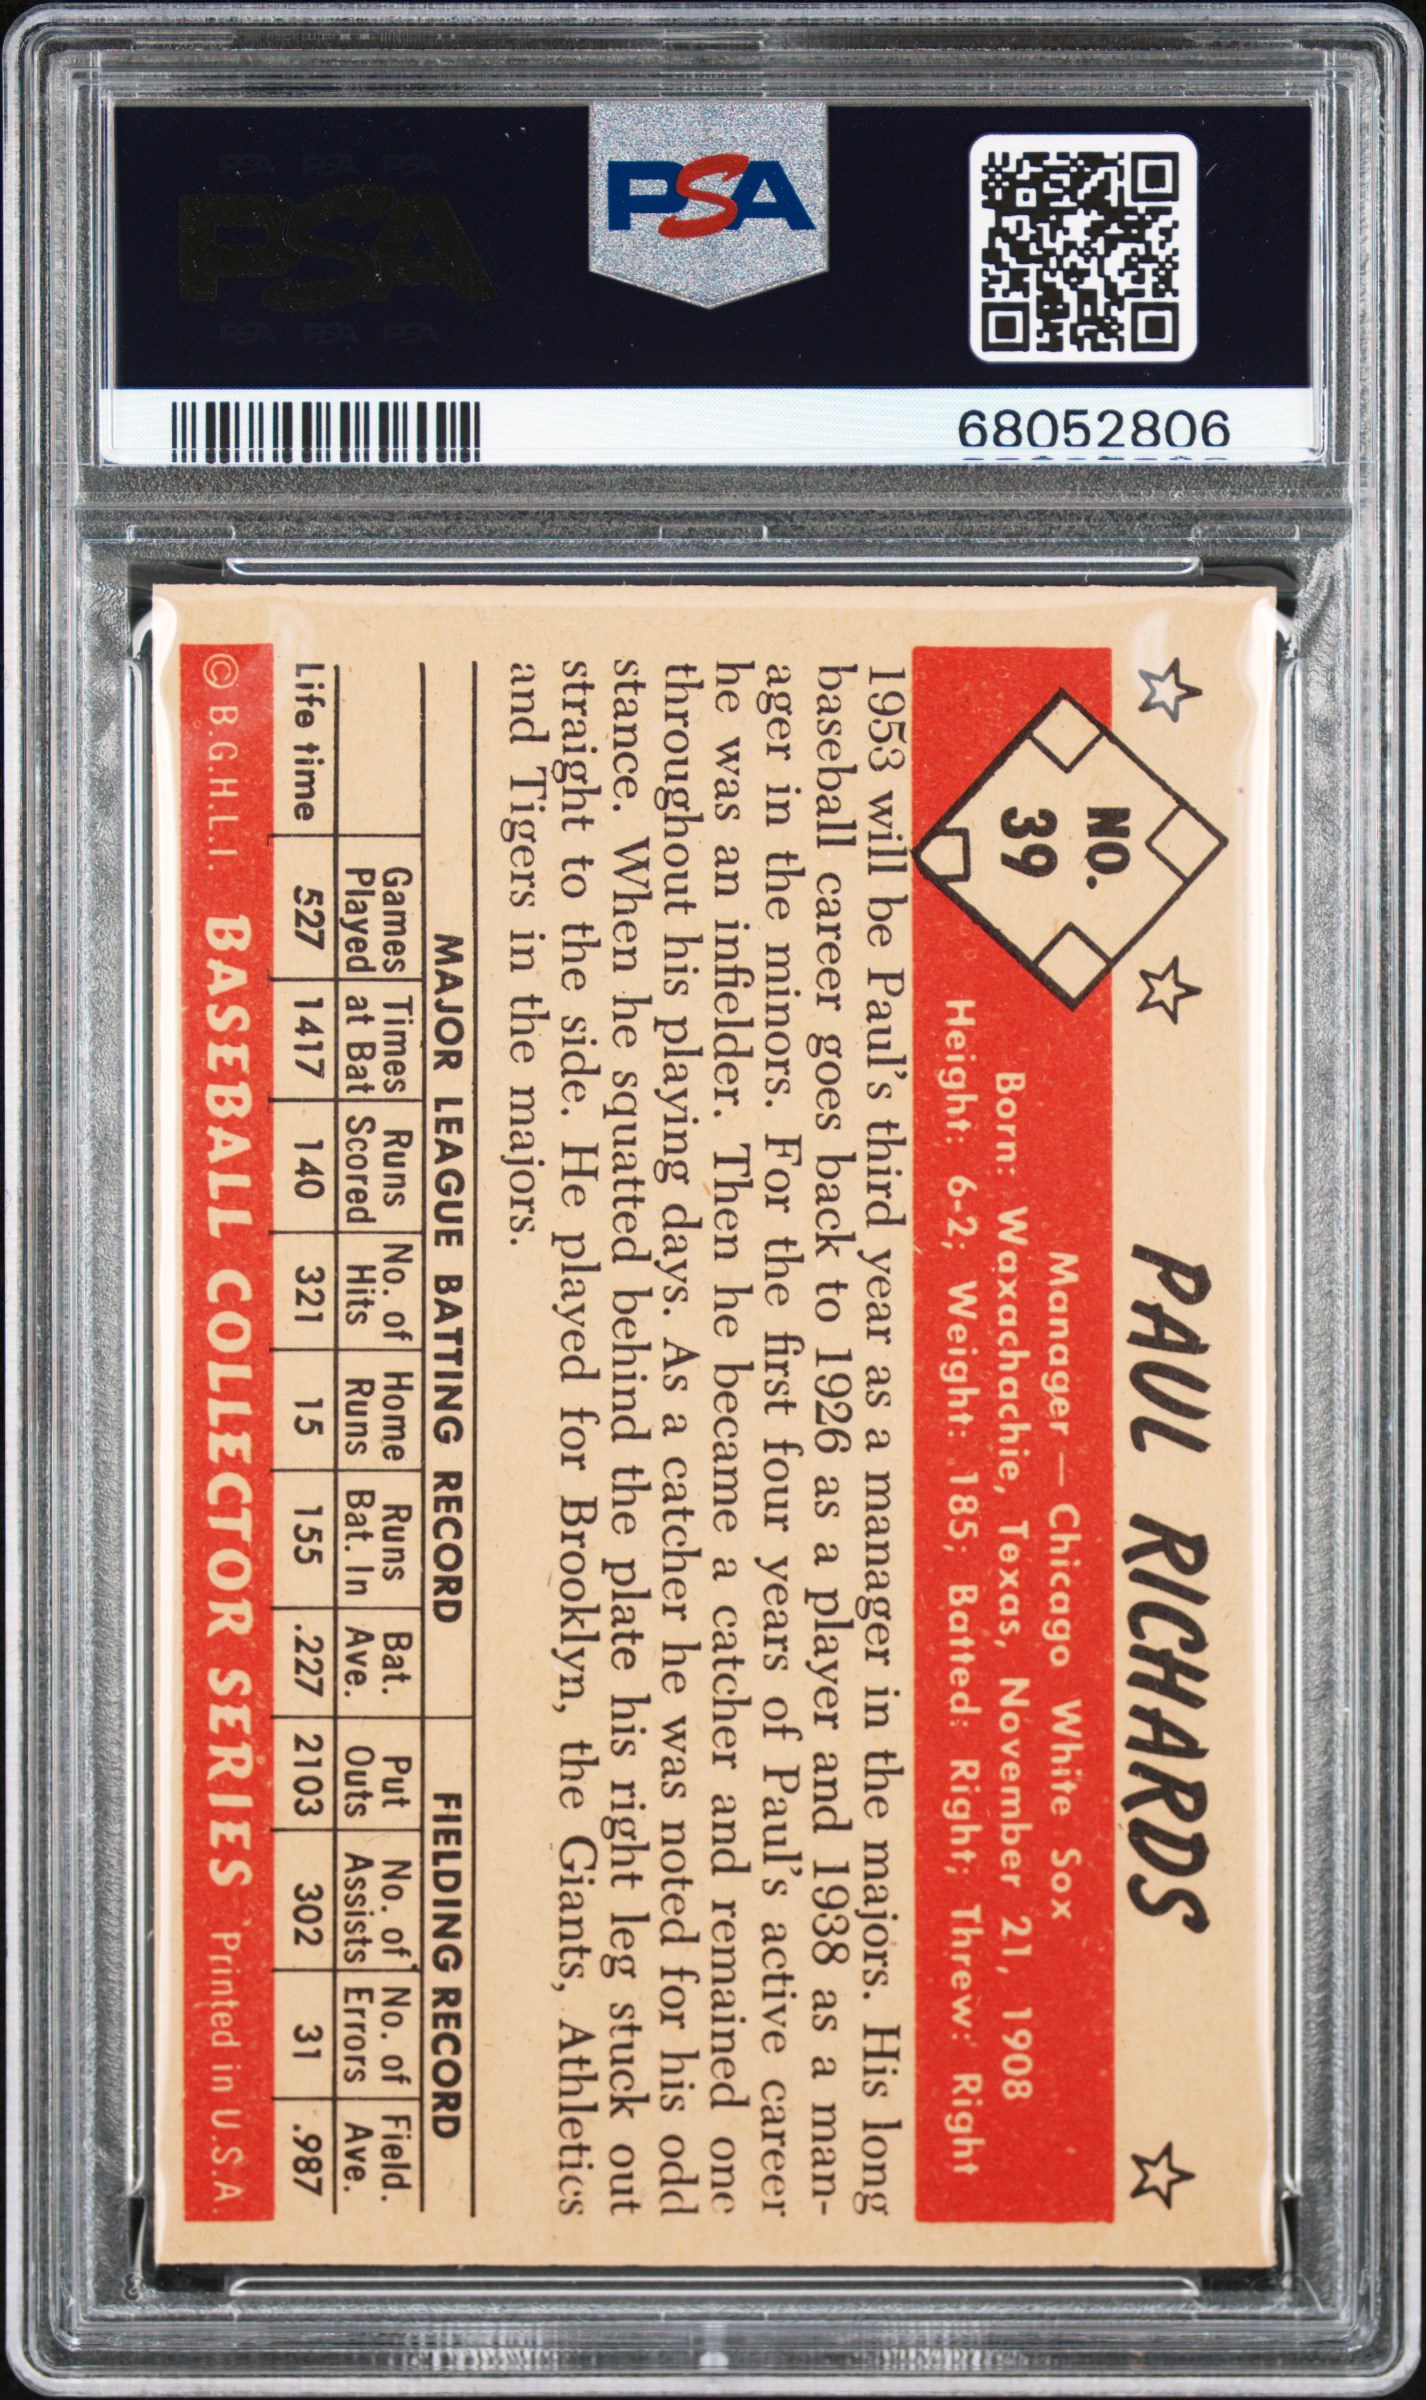 PSA PSA PSA
PSA
PSA PSA PSA
PSA
68052806
NO.
39
PAUL RICHARDS
Manager — Chicago White Sox
Born: Waxachachie, Texas, November 21, 1908
Height: 6-2; Weight: 185; Batted: Right; Threw: Right
1953 will be Paul's third year as a manager in the majors. His long
baseball career goes back to 1926 as a player and 1938 as a man-
ager in the minors. For the first four years of Paul's active career
he was an infielder. Then he became a catcher and remained one
throughout his playing days. As a catcher he was noted for his odd
stance. When he squatted behind the plate his right leg stuck out
straight to the side. He played for Brooklyn, the Giants, Athletics
and Tigers in the majors.
MAJOR LEAGUE BATTING RECORD FIELDING RECORD
Games Times Runs No. of Home Runs Bat. Put No. of No. of Field.
Played at Bat Scored Hits Runs Bat. In Ave. Outs Assists Errors Ave.
Life time 527 1417 140 321 15 155 .227 2103 302 31 .987
© B.G.H.L.I. BASEBALL COLLECTOR SERIES Printed in U.S.A.